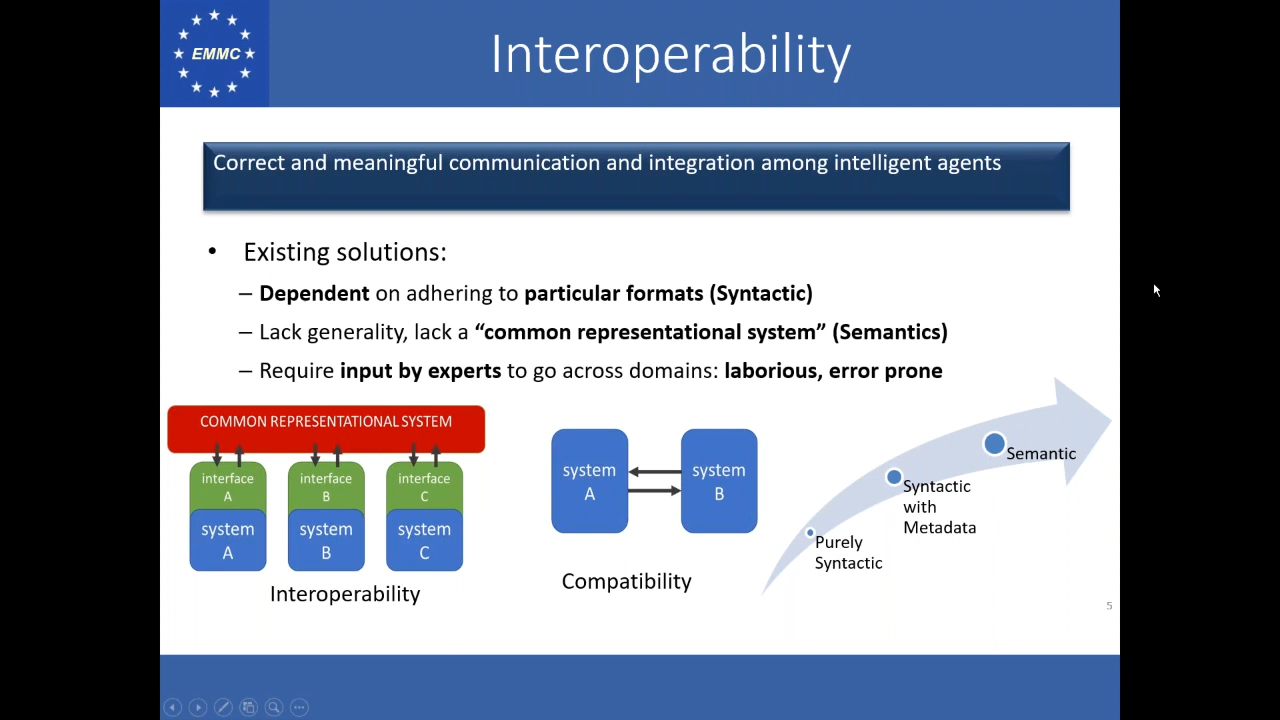 EMMC
Interoperability
Correct and meaningful communication and integration among intelligent agents
• Existing solutions:
– Dependent on adhering to particular formats (Syntactic)
– Lack generality, lack a “common representational system” (Semantics)
– Require input by experts to go across domains: laborious, error prone
COMMON REPRESENTATIONAL SYSTEM
interface
A
interface
B
interface
C
system
A
system
B
system
C
Interoperability
system
A
system
B
Compatibility
Semantic
Syntactic
with
Metadata
Purely
Syntactic
5